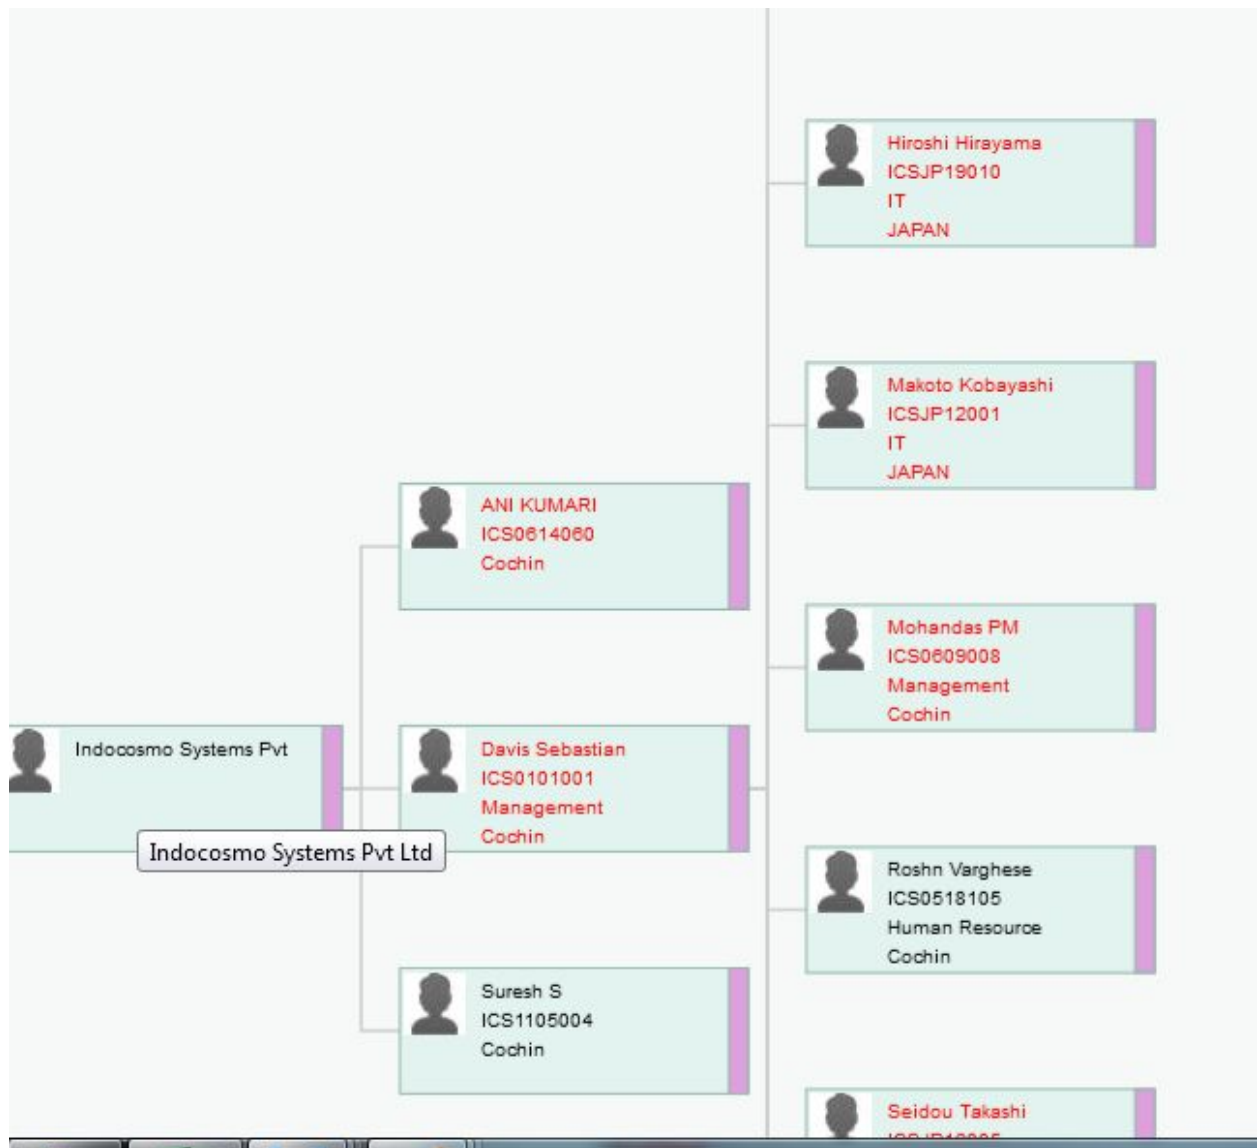 Hiroshi Hirayama
ICSJP19010
IT
JAPAN
Makoto Kobayashi
ICSJP12001
IT
JAPAN
ANI KUMARI
ICS0614060
Cochin
Mohandas PM
ICS0609008
Management
Cochin
Indocosmo Systems Pvt
Indocosmo Systems Pvt Ltd
Davis Sebastian
ICS0101001
Management
Cochin
Roshn Varghese
ICS0518105
Human Resource
Cochin
Suresh S
ICS1105004
Cochin
Seidou Takashi